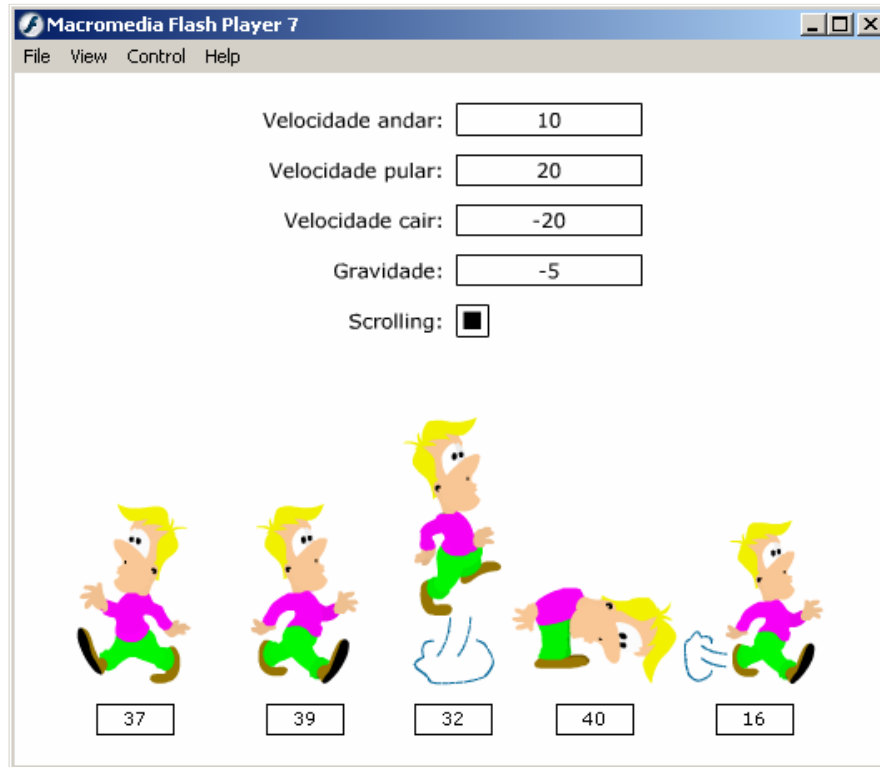 Macromedia Flash Player 7
File View Control Help
Velocidade andar: 10
Velocidade pular: 20
Velocidade cair: -20
Gravidade: -5
Scrolling:
37 39 32 40 16